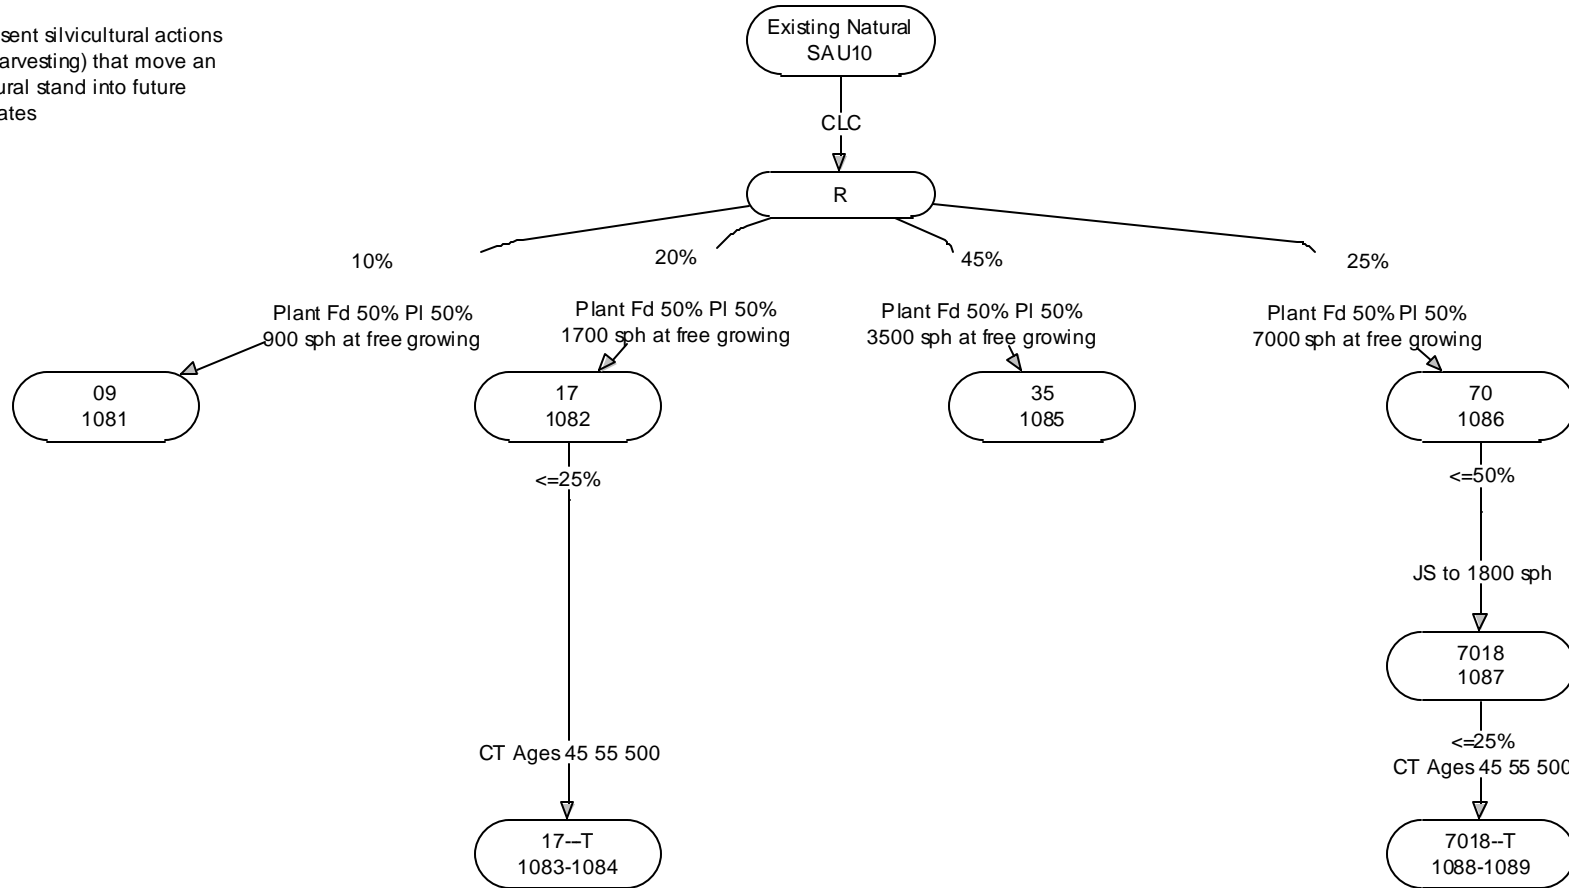 sent silvicultural actions
arvesting) that move an
ural stand into future
ates
Existing Natural
SAU10
CLC
R
10%
20%
45%
25%
Plant Fd 50% Pl 50%
900 sph at free growing
Plant Fd 50% Pl 50%
1700 sph at free growing
Plant Fd 50% Pl 50%
3500 sph at free growing
Plant Fd 50% Pl 50%
7000 sph at free growing
09
1081
17
1082
35
1085
70
1086
<=25%
<=50%
JS to 1800 sph
7018
1087
CT Ages 45 55 500
<=25%
CT Ages 45 55 500
17---T
1083-1084
7018--T
1088-1089